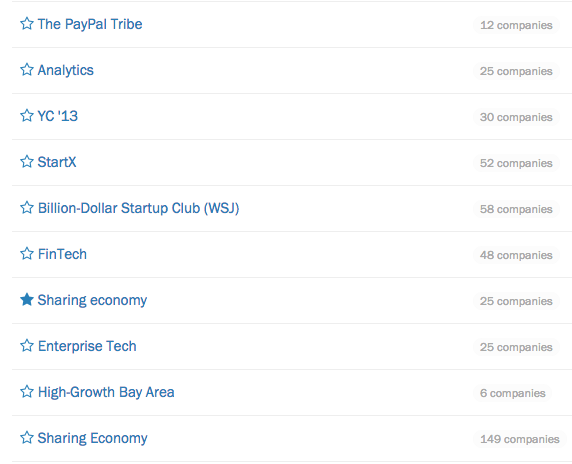 The PayPal Tribe 12 companies
Analytics 25 companies
YC '13 30 companies
StartX 52 companies
Billion-Dollar Startup Club (WSJ) 58 companies
FinTech 48 companies
Sharing economy 25 companies
Enterprise Tech 25 companies
High-Growth Bay Area 6 companies
Sharing Economy 149 companies